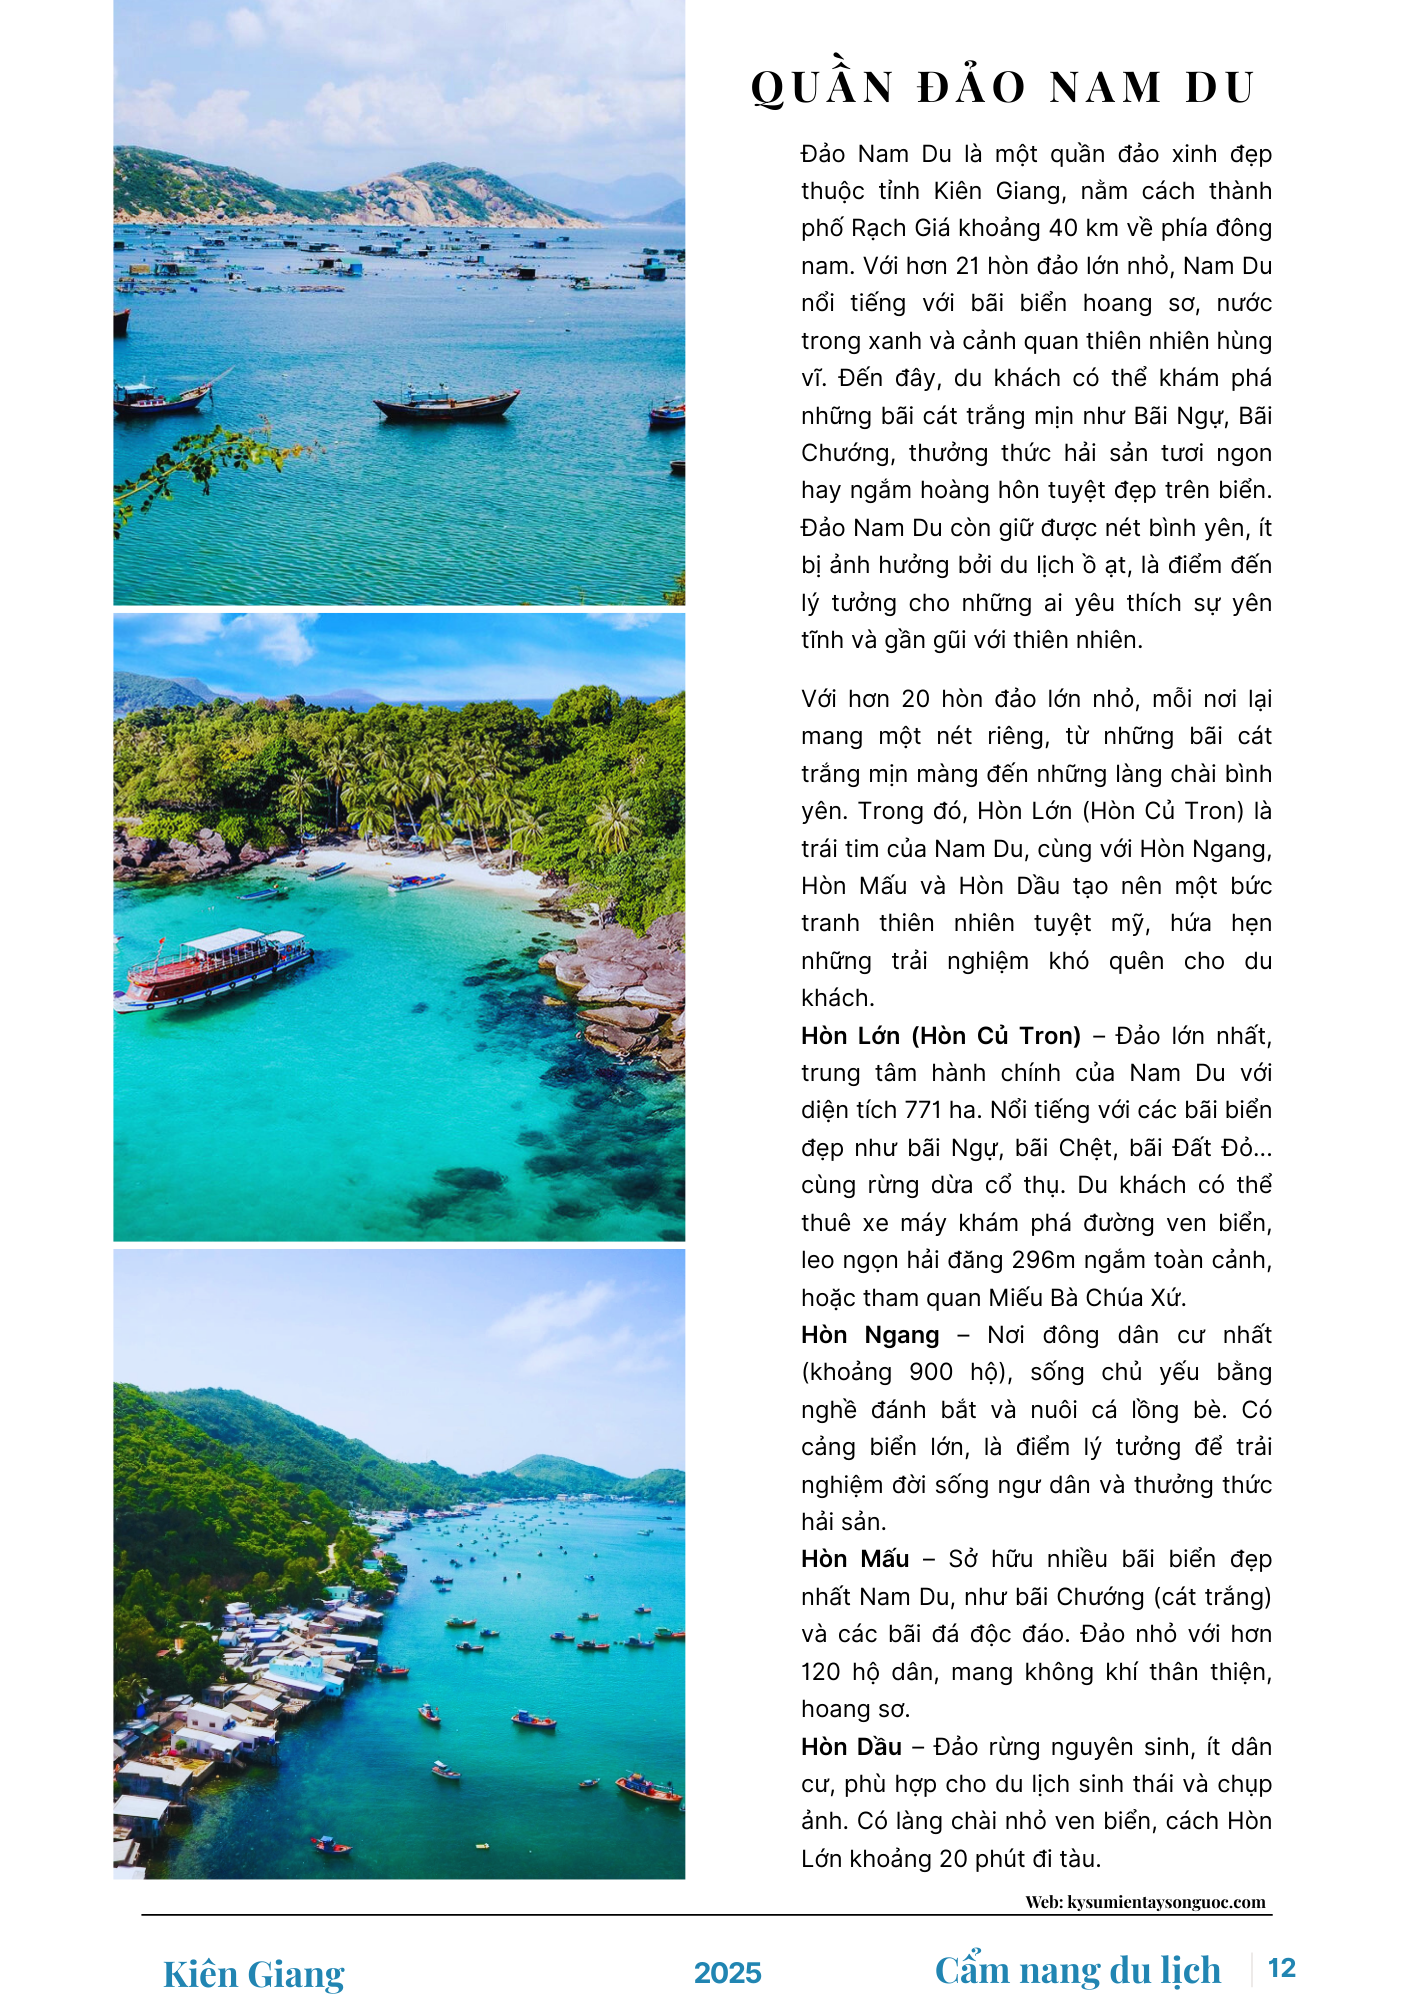 QUẦN ĐẢO NAM DU
Đảo Nam Du là một quần đảo xinh đẹp
thuộc tỉnh Kiên Giang, nằm cách thành
phố Rạch Giá khoảng 40 km về phía đông
nam. Với hơn 21 hòn đảo lớn nhỏ, Nam Du
nổi tiếng với bãi biển hoang sơ, nước
trong xanh và cảnh quan thiên nhiên hùng
vĩ. Đến đây, du khách có thể khám phá
những bãi cát trắng mịn như Bãi Ngự, Bãi
Chướng, thưởng thức hải sản tươi ngon
hay ngắm hoàng hôn tuyệt đẹp trên biển.
Đảo Nam Du còn giữ được nét bình yên, ít
bị ảnh hưởng bởi du lịch ồ ạt, là điểm đến
lý tưởng cho những ai yêu thích sự yên
tĩnh và gần gũi với thiên nhiên.
Với hơn 20 hòn đảo lớn nhỏ, mỗi nơi lại
mang một nét riêng, từ những bãi cát
trắng mịn màng đến những làng chài bình
yên. Trong đó, Hòn Lớn (Hòn Củ Tron) là
trái tim của Nam Du, cùng với Hòn Ngang,
Hòn Mấu và Hòn Dầu tạo nên một bức
tranh thiên nhiên tuyệt mỹ, hứa hẹn
những trải nghiệm khó quên cho du
khách.
Hòn Lớn (Hòn Củ Tron) – Đảo lớn nhất,
trung tâm hành chính của Nam Du với
diện tích 771 ha. Nổi tiếng với các bãi biển
đẹp như bãi Ngự, bãi Chệt, bãi Đất Đỏ...
cùng rừng dừa cổ thụ. Du khách có thể
thuê xe máy khám phá đường ven biển,
leo ngọn hải đăng 296m ngắm toàn cảnh,
hoặc tham quan Miếu Bà Chúa Xứ.
Hòn Ngang – Nơi đông dân cư nhất
(khoảng 900 hộ), sống chủ yếu bằng
nghề đánh bắt và nuôi cá lồng bè. Có
cảng biển lớn, là điểm lý tưởng để trải
nghiệm đời sống ngư dân và thưởng thức
hải sản.
Hòn Mấu – Sở hữu nhiều bãi biển đẹp
nhất Nam Du, như bãi Chướng (cát trắng)
và các bãi đá độc đáo. Đảo nhỏ với hơn
120 hộ dân, mang không khí thân thiện,
hoang sơ.
Hòn Dầu – Đảo rừng nguyên sinh, ít dân
cư, phù hợp cho du lịch sinh thái và chụp
ảnh. Có làng chài nhỏ ven biển, cách Hòn
Lớn khoảng 20 phút đi tàu.
Web: kysumientaysonguoc.com
Kiên Giang
2025
Cẩm nang du lịch
12